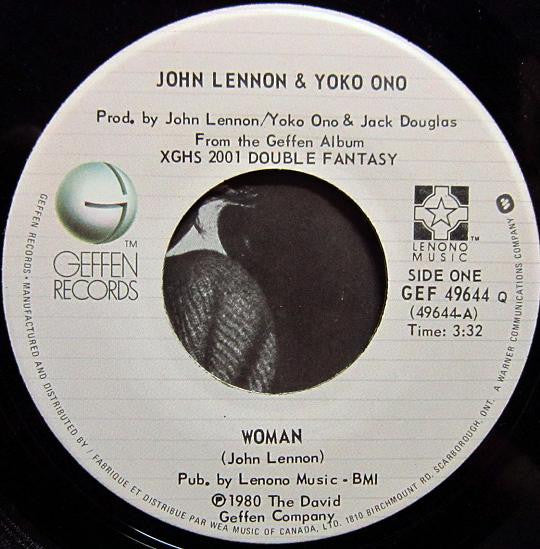 JOHN LENNON & YOKO ONO
Prod. by John Lennon/Yoko Ono & Jack Douglas
From the Geffen Album
XGHS 2001 DOUBLE FANTASY
TM
GEFFEN
RECORDS
TM
LENONO
MUSIC
SIDE ONE
GEF 49644 Q
(49644-A)
Time: 3:32
WOMAN
(John Lennon)
Pub. by Lenono Music - BMI
℗1980 The David
Geffen Company
GEFFEN RECORDS • MANUFACTURED AND DISTRIBUTED BY / FABRIQUE ET DISTRIBUE PAR WEA MUSIC OF CANADA, LTD. 1810 BIRCHMOUNT RD. SCARBOROUGH, ONT. A WARNER COMMUNICATIONS COMPANY